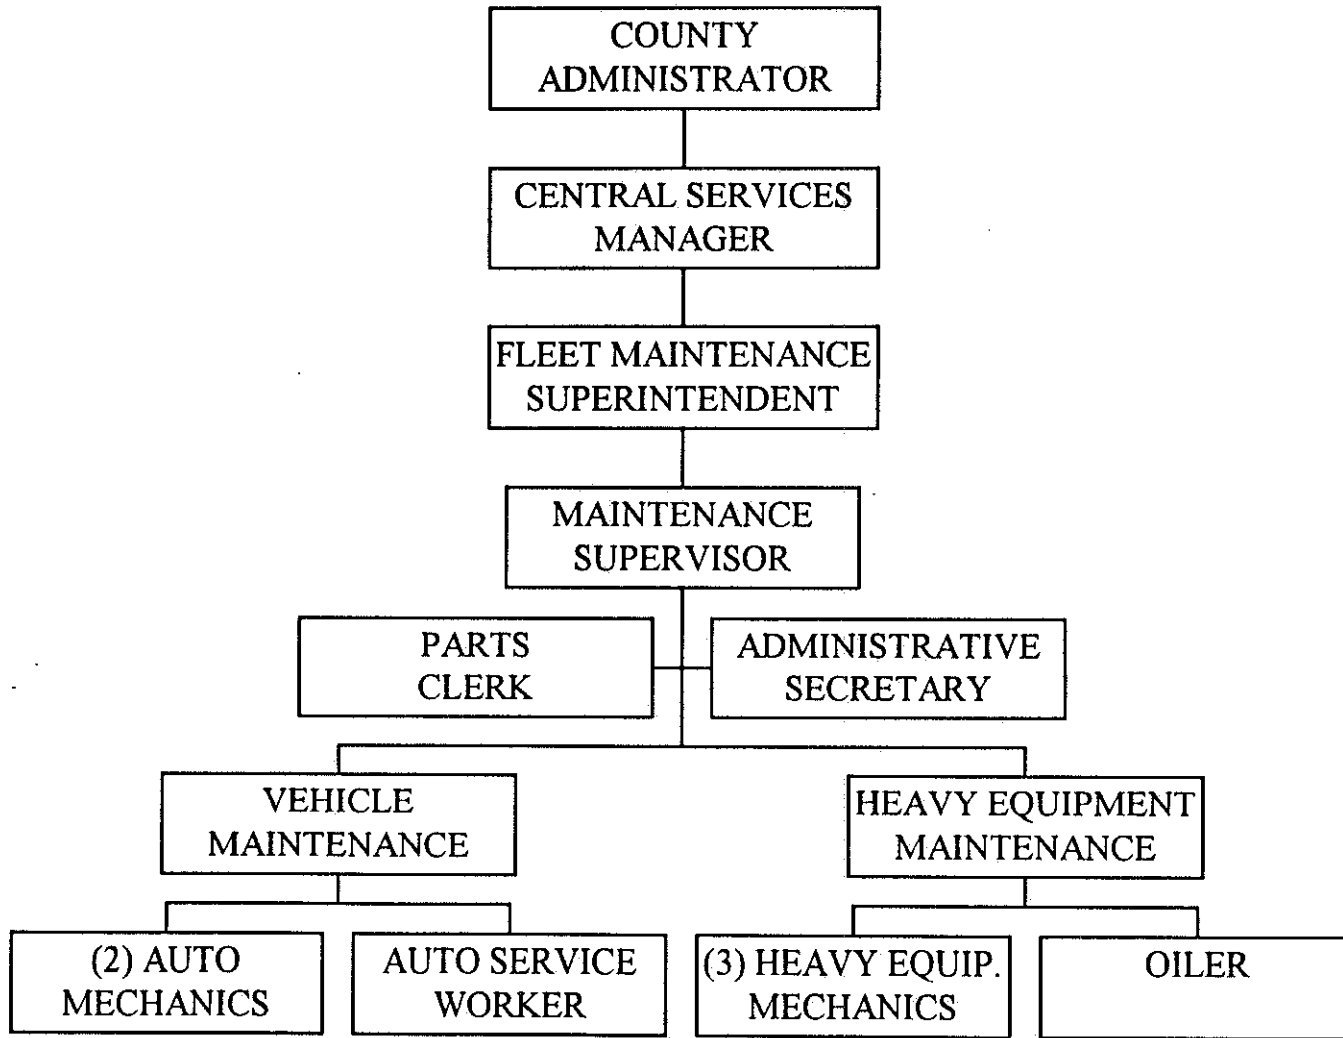 COUNTY
ADMINISTRATOR
CENTRAL SERVICES
MANAGER
FLEET MAINTENANCE
SUPERINTENDENT
MAINTENANCE
SUPERVISOR
PARTS
CLERK
ADMINISTRATIVE
SECRETARY
VEHICLE
MAINTENANCE
HEAVY EQUIPMENT
MAINTENANCE
(2) AUTO
MECHANICS
AUTO SERVICE
WORKER
(3) HEAVY EQUIP.
MECHANICS
OILER